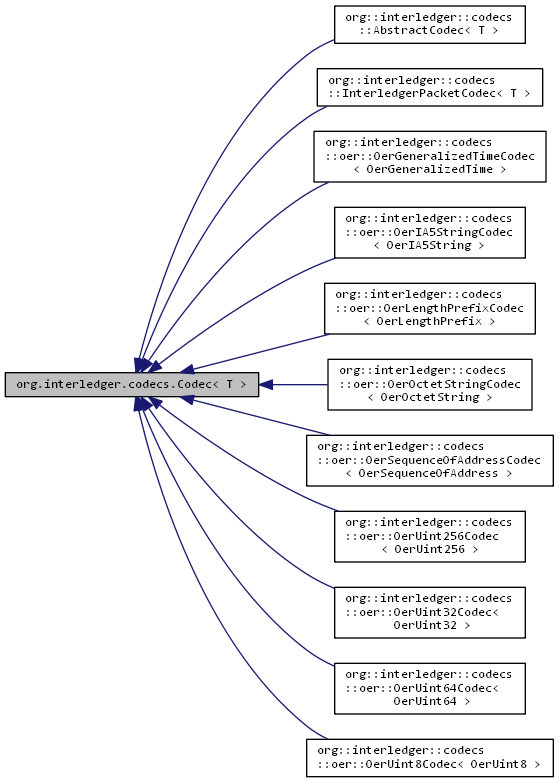 org::interledger::codecs
::AbstractCodec< T >
org::interledger::codecs
::InterledgerPacketCodec< T >
org::interledger::codecs
::oer::OerGeneralizedTimeCodec
< OerGeneralizedTime >
org::interledger::codecs
::oer::OerIA5StringCodec
< OerIA5String >
org::interledger::codecs
::oer::OerLengthPrefixCodec
< OerLengthPrefix >
org.interledger.codecs.Codec< T >
org::interledger::codecs
::oer::OerOctetStringCodec
< OerOctetString >
org::interledger::codecs
::oer::OerSequenceOfAddressCodec
< OerSequenceOfAddress >
org::interledger::codecs
::oer::OerUint256Codec
< OerUint256 >
org::interledger::codecs
::oer::OerUint32Codec<
OerUint32 >
org::interledger::codecs
::oer::OerUint64Codec<
OerUint64 >
org::interledger::codecs
::oer::OerUint8Codec< OerUint8 >